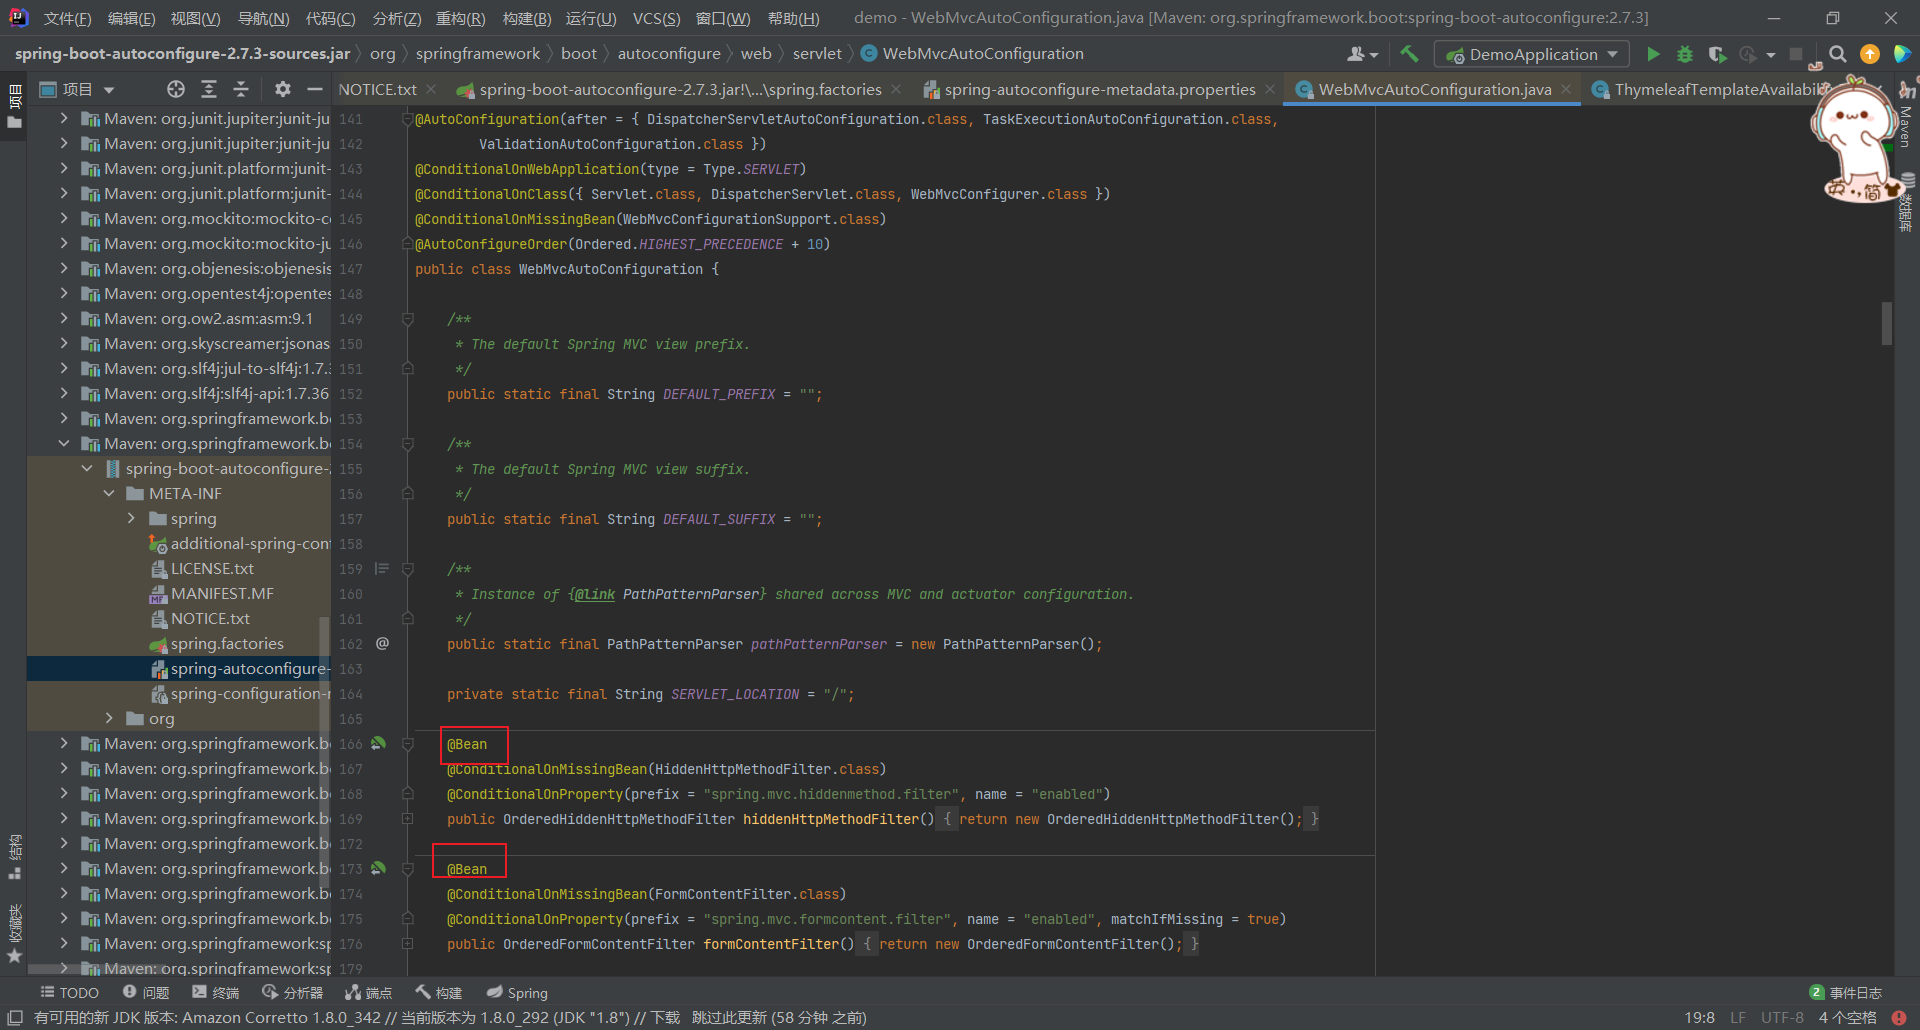 文件(F) 编辑(E) 视图(V) 导航(N) 代码(C) 分析(Z) 重构(R) 构建(B) 运行(U) VCS(S) 窗口(W) 帮助(H) demo - WebMvcAutoConfiguration.java [Maven: org.springframework.boot:spring-boot-autoconfigure:2.7.3]
spring-boot-autoconfigure-2.7.3-sources.jar org springframework boot autoconfigure web servlet WebMvcAutoConfiguration DemoApplication
项目
NOTICE.txt spring-boot-autoconfigure-2.7.3.jar!\...\spring.factories spring-autoconfigure-metadata.properties WebMvcAutoConfiguration.java ThymeleafTemplateAvailabil
项目
Maven: org.junit.jupiter:junit-ju
Maven: org.junit.jupiter:junit-ju
Maven: org.junit.platform:junit-
Maven: org.junit.platform:junit-
Maven: org.mockito:mockito-co
Maven: org.mockito:mockito-ju
Maven: org.objenesis:objenesis
Maven: org.opentest4j:opentes
Maven: org.ow2.asm:asm:9.1
Maven: org.skyscreamer:jsonas
Maven: org.slf4j:jul-to-slf4j:1.7.3
Maven: org.slf4j:slf4j-api:1.7.36
Maven: org.springframework.bo
Maven: org.springframework.bo
spring-boot-autoconfigure-2
META-INF
spring
additional-spring-conf
LICENSE.txt
MANIFEST.MF
NOTICE.txt
spring.factories
spring-autoconfigure-
spring-configuration-m
org
Maven: org.springframework.bo
Maven: org.springframework.bo
Maven: org.springframework.bo
Maven: org.springframework.bo
Maven: org.springframework.bo
Maven: org.springframework.bo
Maven: org.springframework.bo
Maven: org.springframework.bo
Maven: org.springframework:sp
Maven: org.springframework:sp
结构
收藏夹
141 @AutoConfiguration(after = { DispatcherServletAutoConfiguration.class, TaskExecutionAutoConfiguration.class,
142 ValidationAutoConfiguration.class })
143 @ConditionalOnWebApplication(type = Type.SERVLET)
144 @ConditionalOnClass({ Servlet.class, DispatcherServlet.class, WebMvcConfigurer.class })
145 @ConditionalOnMissingBean(WebMvcConfigurationSupport.class)
146 @AutoConfigureOrder(Ordered.HIGHEST_PRECEDENCE + 10)
147 public class WebMvcAutoConfiguration {
148
149 /**
150 * The default Spring MVC view prefix.
151 */
152 public static final String DEFAULT_PREFIX = "";
153
154 /**
155 * The default Spring MVC view suffix.
156 */
157 public static final String DEFAULT_SUFFIX = "";
158
159 /**
160 * Instance of {@link PathPatternParser} shared across MVC and actuator configuration.
161 */
162 @ public static final PathPatternParser pathPatternParser = new PathPatternParser();
163
164 private static final String SERVLET_LOCATION = "/";
165
166 @Bean
167 @ConditionalOnMissingBean(HiddenHttpMethodFilter.class)
168 @ConditionalOnProperty(prefix = "spring.mvc.hiddenmethod.filter", name = "enabled")
169 public OrderedHiddenHttpMethodFilter hiddenHttpMethodFilter() { return new OrderedHiddenHttpMethodFilter(); }
172
173 @Bean
174 @ConditionalOnMissingBean(FormContentFilter.class)
175 @ConditionalOnProperty(prefix = "spring.mvc.formcontent.filter", name = "enabled", matchIfMissing = true)
176 public OrderedFormContentFilter formContentFilter() { return new OrderedFormContentFilter(); }
179
Maven
英 简
数据库
TODO 问题 终端 分析器 端点 构建 Spring 2 事件日志
有可用的新 JDK 版本: Amazon Corretto 1.8.0_342 // 当前版本为 1.8.0_292 (JDK "1.8") // 下载 跳过此更新 (58 分钟 之前) 19:8 LF UTF-8 4 个空格